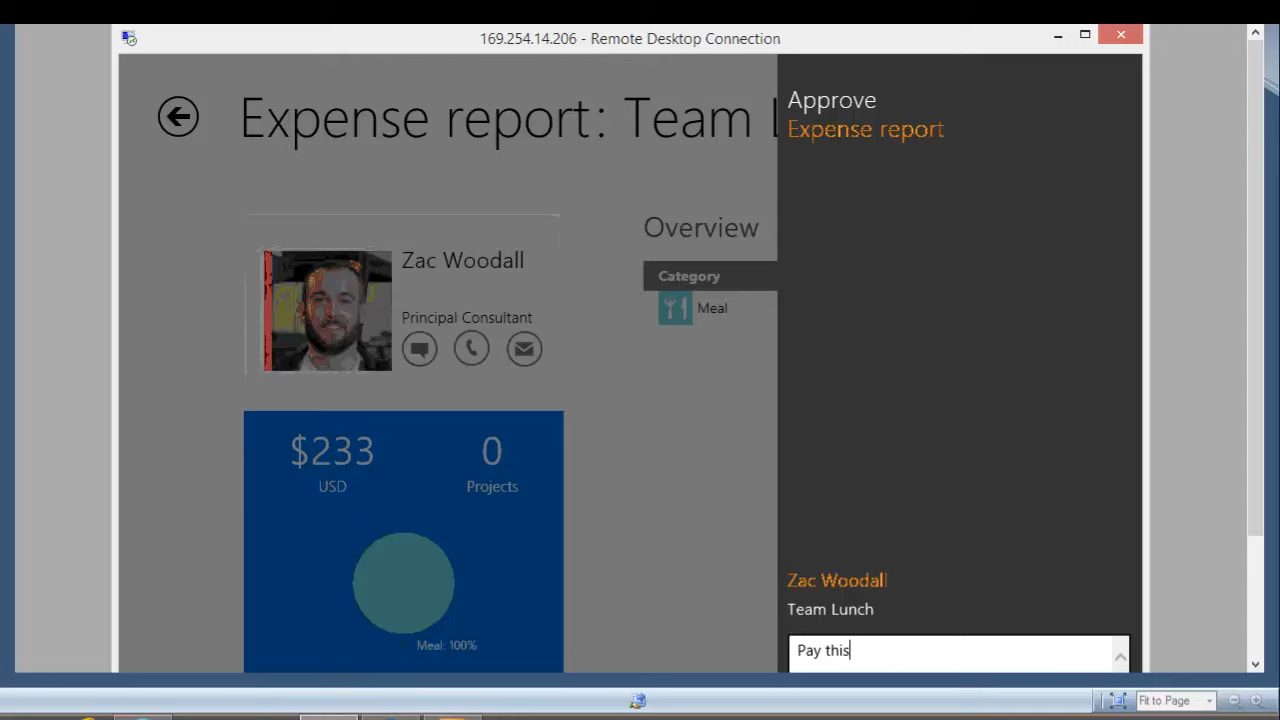 169.254.14.206 - Remote Desktop Connection
Expense report: Team L
Approve
Expense report
Zac Woodall
Principal Consultant
Overview
Category
Meal
$233
USD
0
Projects
Meal: 100%
Zac Woodall
Team Lunch
Pay this
Fit to Page